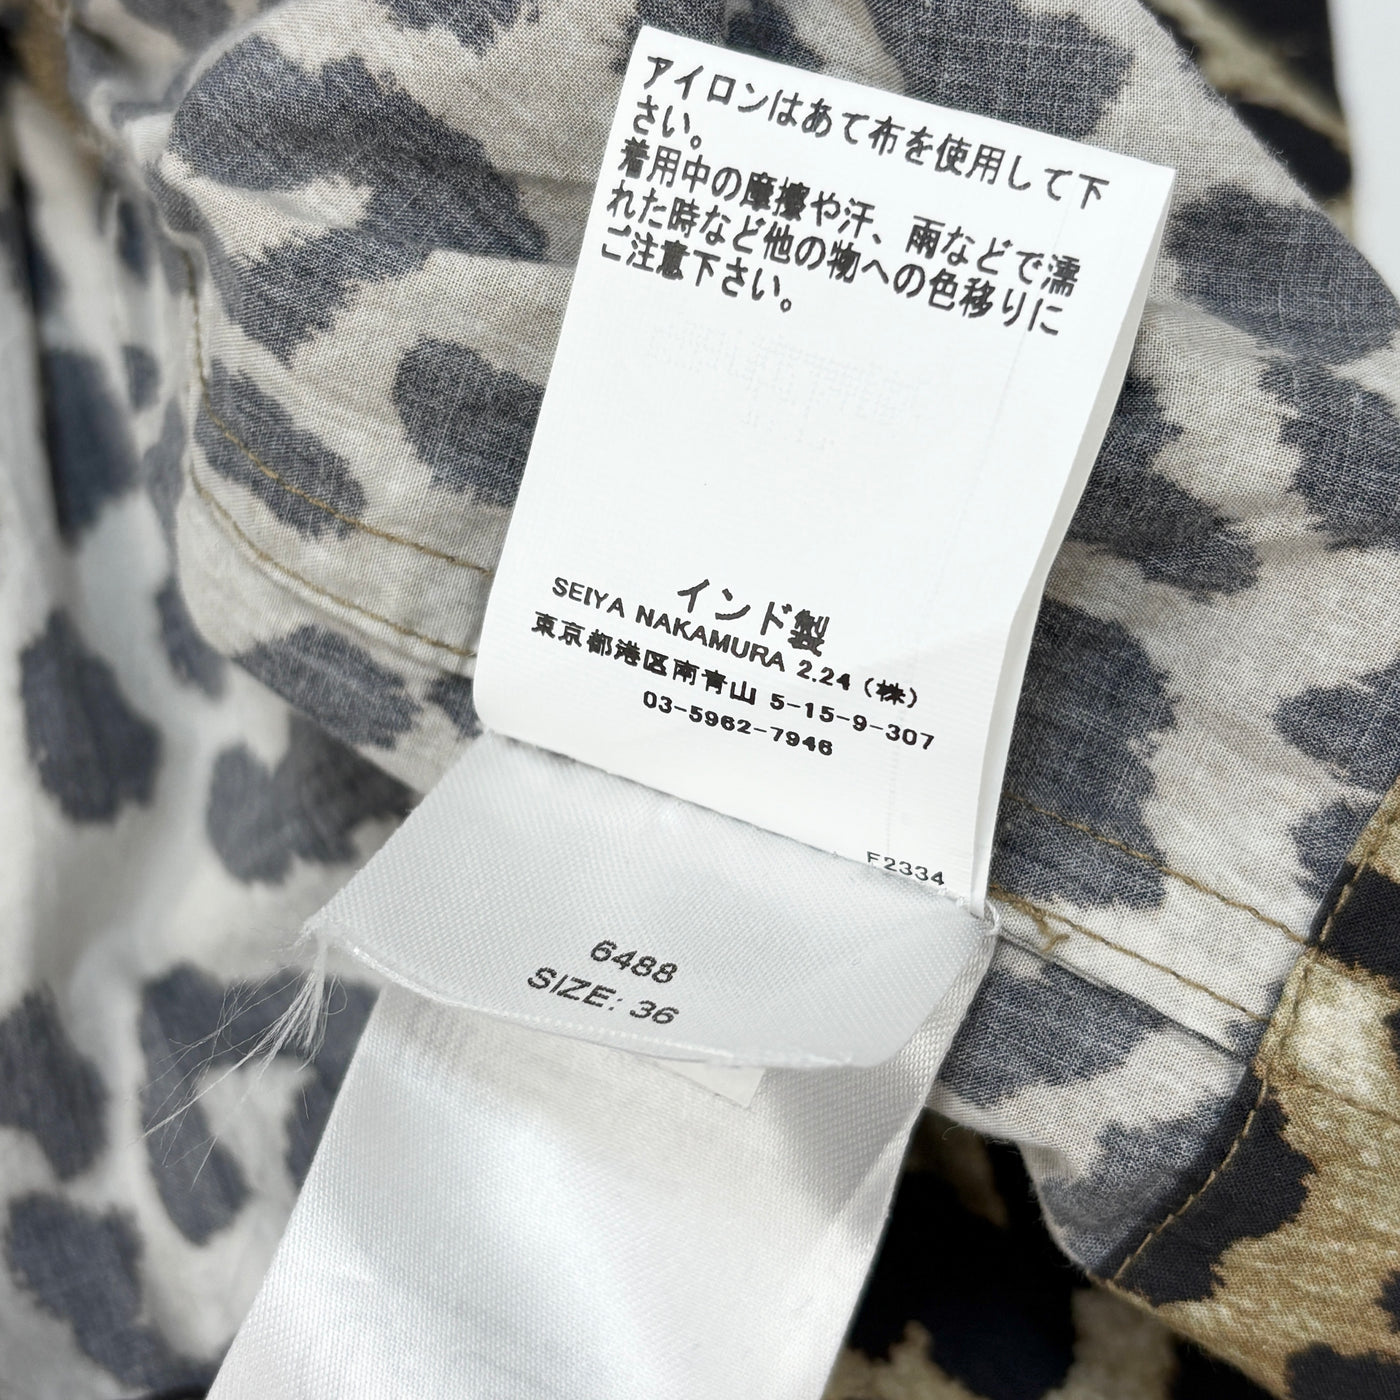 アイロンはあて布を使用して下
さい。
着用中の摩擦や汗、雨などで濡
れた時など他の物への色移りに
ご注意下さい。
インド製
SEIYA NAKAMURA 2.24（株）
東京都港区南青山 5-15-9-307
03-5962-7946
F2334
6488
SIZE: 36